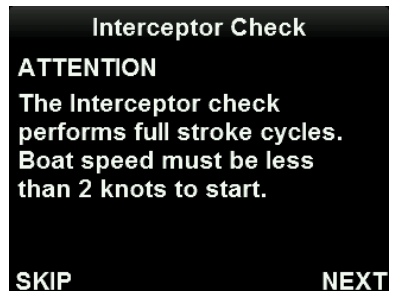 Interceptor Check
ATTENTION
The Interceptor check
performs full stroke cycles.
Boat speed must be less
than 2 knots to start.
SKIP NEXT